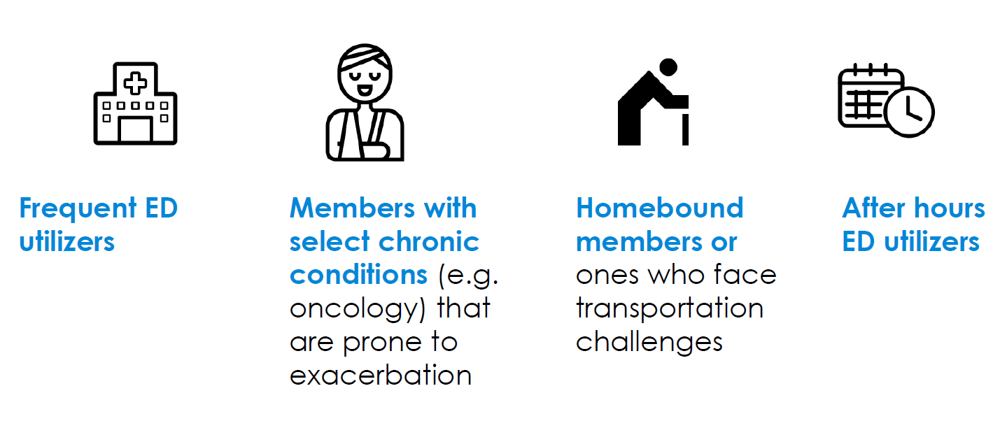 Frequent ED
utilizers
Members with
select chronic
conditions (e.g.
oncology) that
are prone to
exacerbation
Homebound
members or
ones who face
transportation
challenges
After hours
ED utilizers